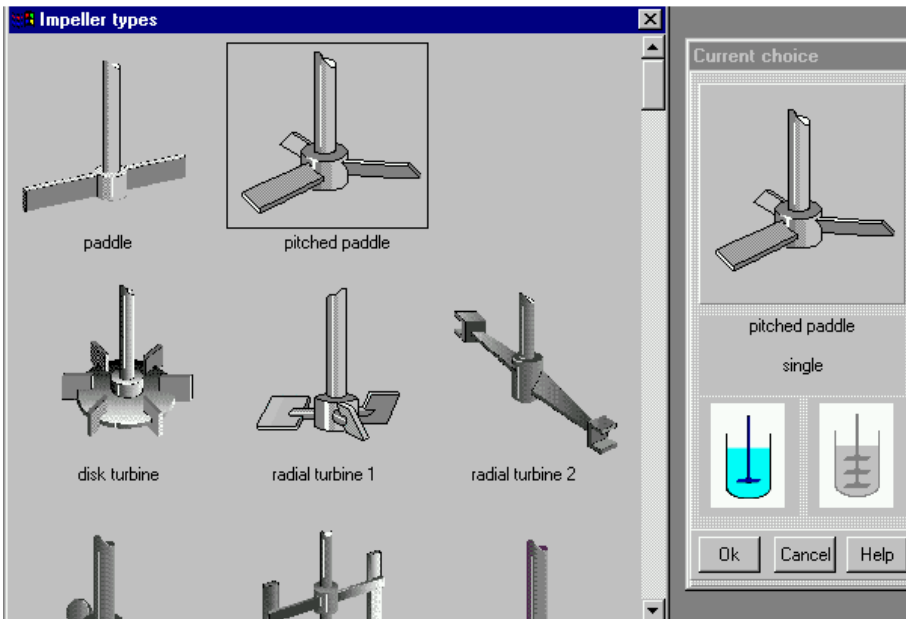 Impeller types
paddle
pitched paddle
disk turbine
radial turbine 1
radial turbine 2
Current choice
pitched paddle
single
Ok
Cancel
Help